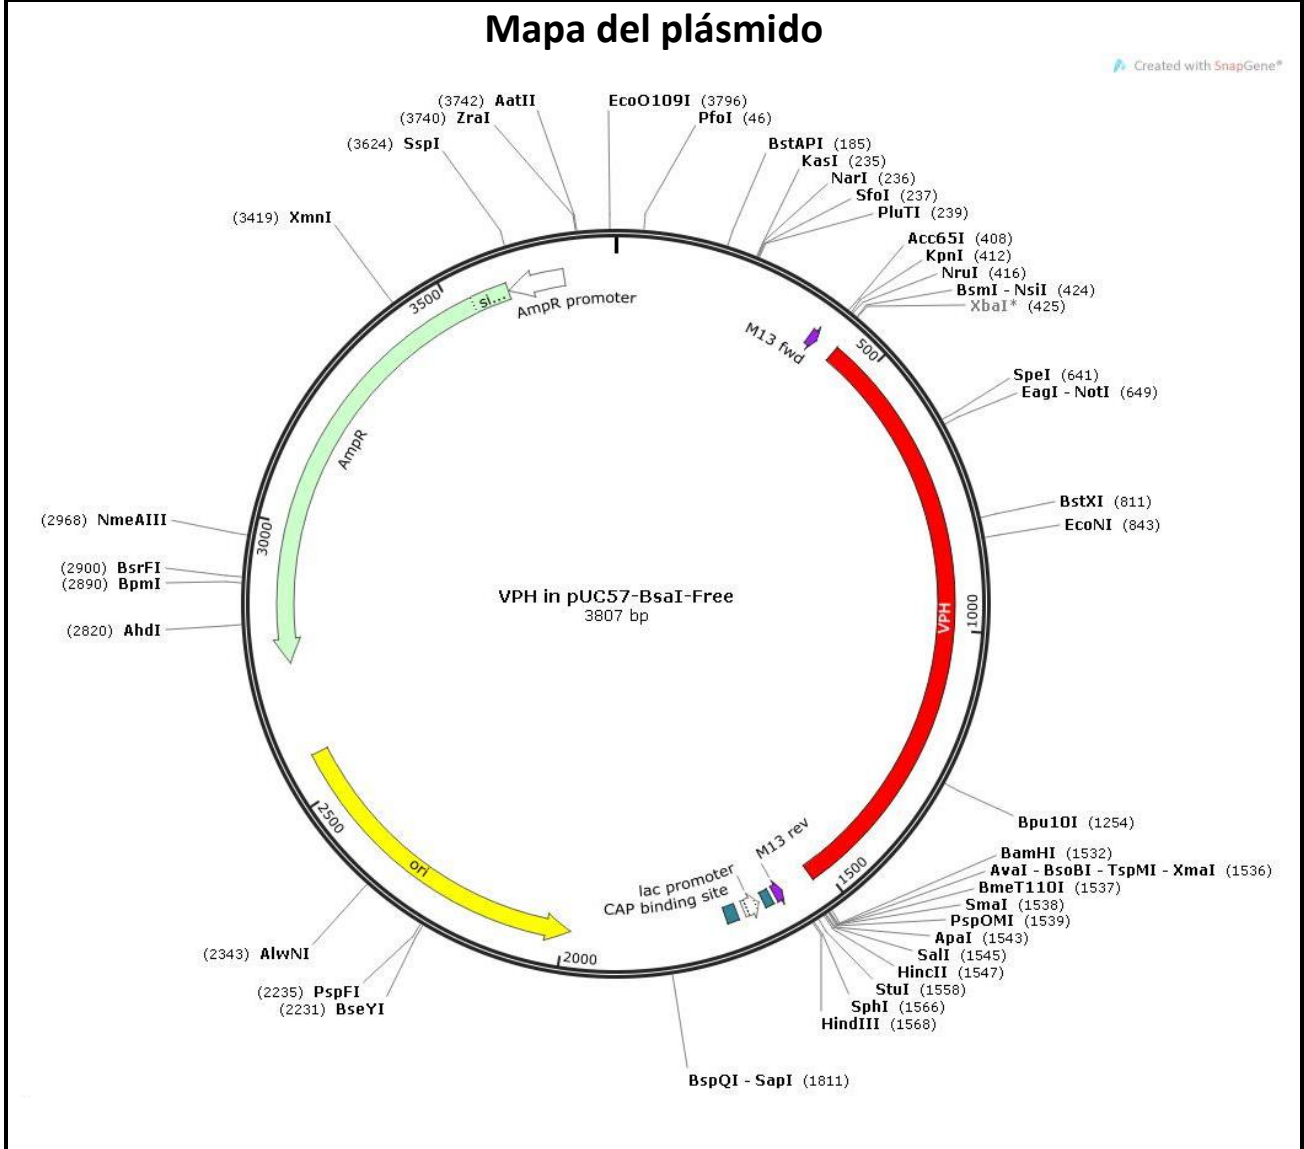 Mapa del plásmido
Created with SnapGene®
(3742) AatII
(3740) ZraI
(3624) SspI
(3419) XmnI
EcoO109I (3796)
PfoI (46)
BstAPI (185)
KasI (235)
NarI (236)
SfoI (237)
PluTI (239)
Acc65I (408)
KpnI (412)
NruI (416)
BsmI - NsiI (424)
XbaI* (425)
SpeI (641)
EagI - NotI (649)
BstXI (811)
EcoNI (843)
Bpu10I (1254)
BamHI (1532)
AvaI - BsoBI - TspMI - XmaI (1536)
BmeT110I (1537)
SmaI (1538)
PspOMI (1539)
ApaI (1543)
SalI (1545)
HincII (1547)
StuI (1558)
SphI (1566)
HindIII (1568)
BspQI - SapI (1811)
(2968) NmeAIII
(2900) BsrFI
(2890) BpmI
(2820) AhdI
(2343) AlwNI
(2235) PspFI
(2231) BseYI
500
1000
1500
2000
2500
3000
3500
si...
AmpR promoter
AmpR
M13 fwd
VPH
M13 rev
lac promoter
CAP binding site
ori
VPH in pUC57-BsaI-Free
3807 bp